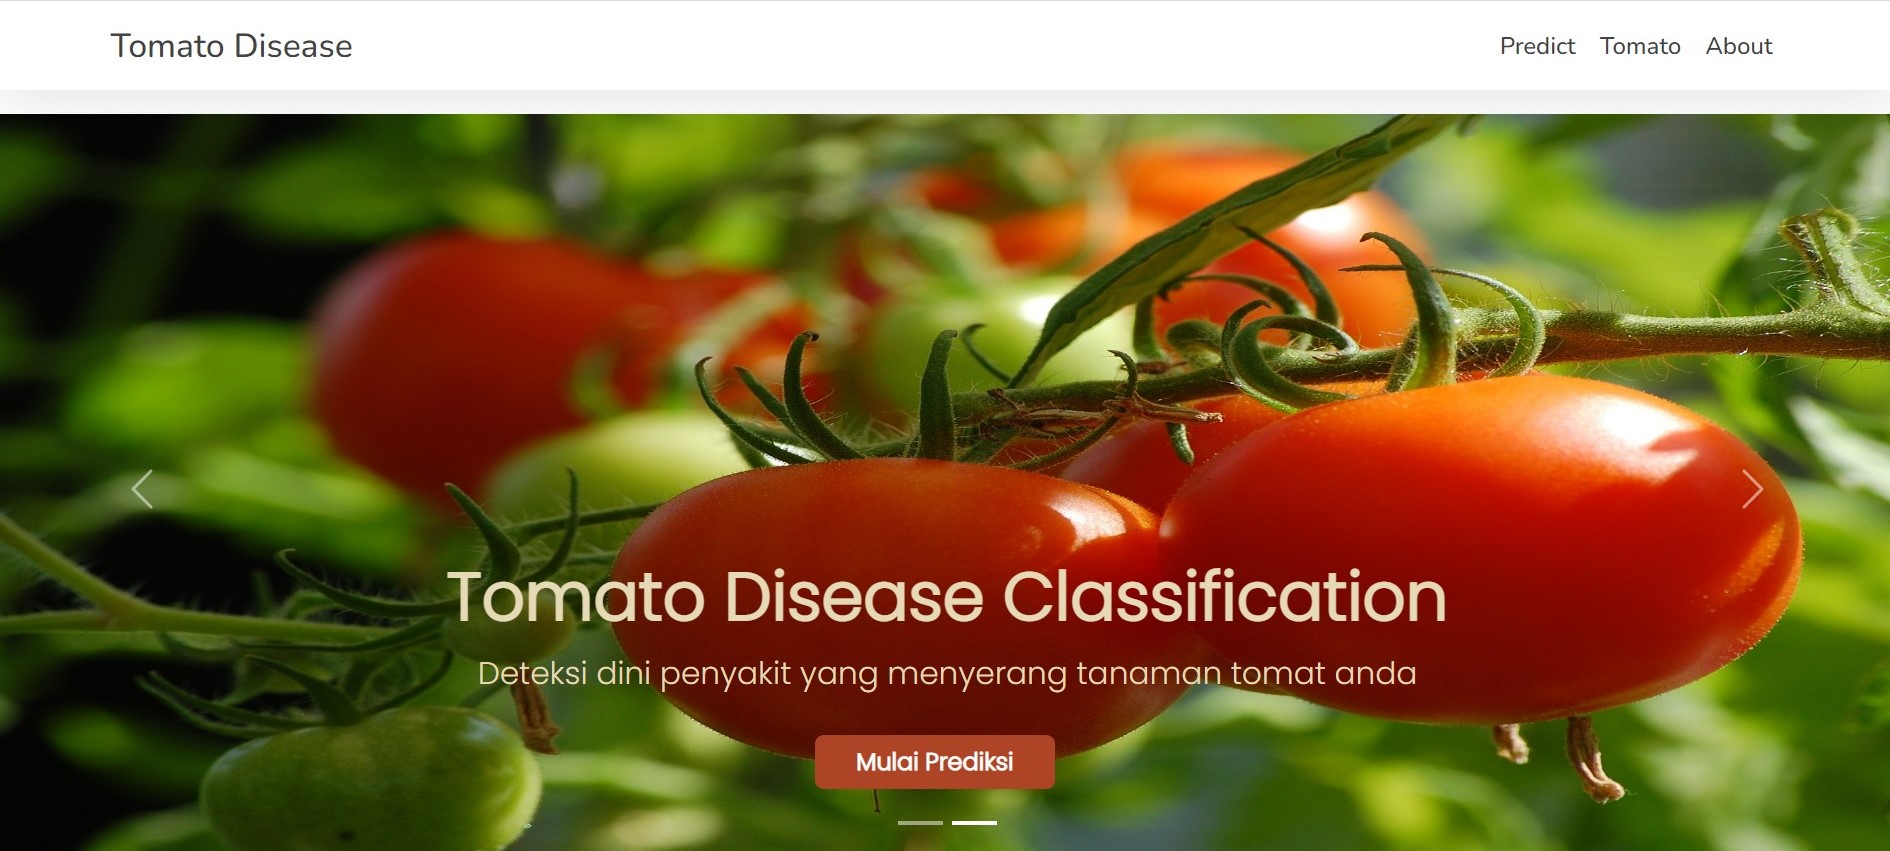 Tomato Disease
Predict Tomato About
Tomato Disease Classification
Deteksi dini penyakit yang menyerang tanaman tomat anda
Mulai Prediksi